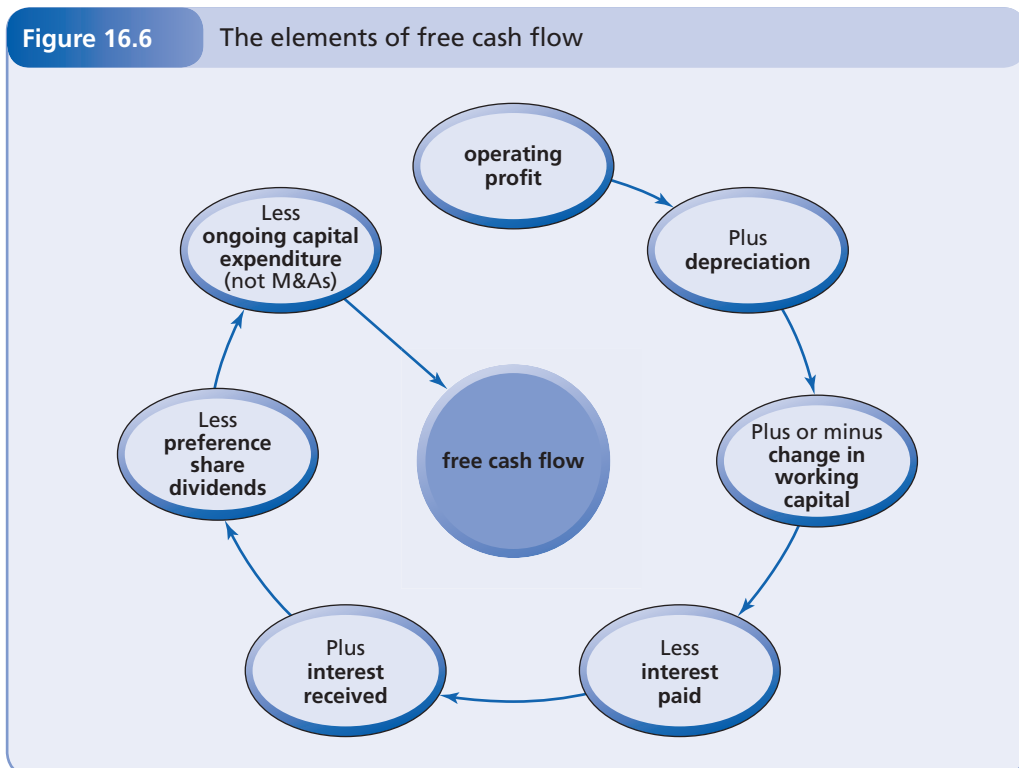 Figure 16.6
The elements of free cash flow
operating
profit
Plus
depreciation
Plus or minus
change in
working
capital
Less
interest
paid
Plus
interest
received
Less
preference
share
dividends
Less
ongoing capital
expenditure
(not M&As)
free cash flow